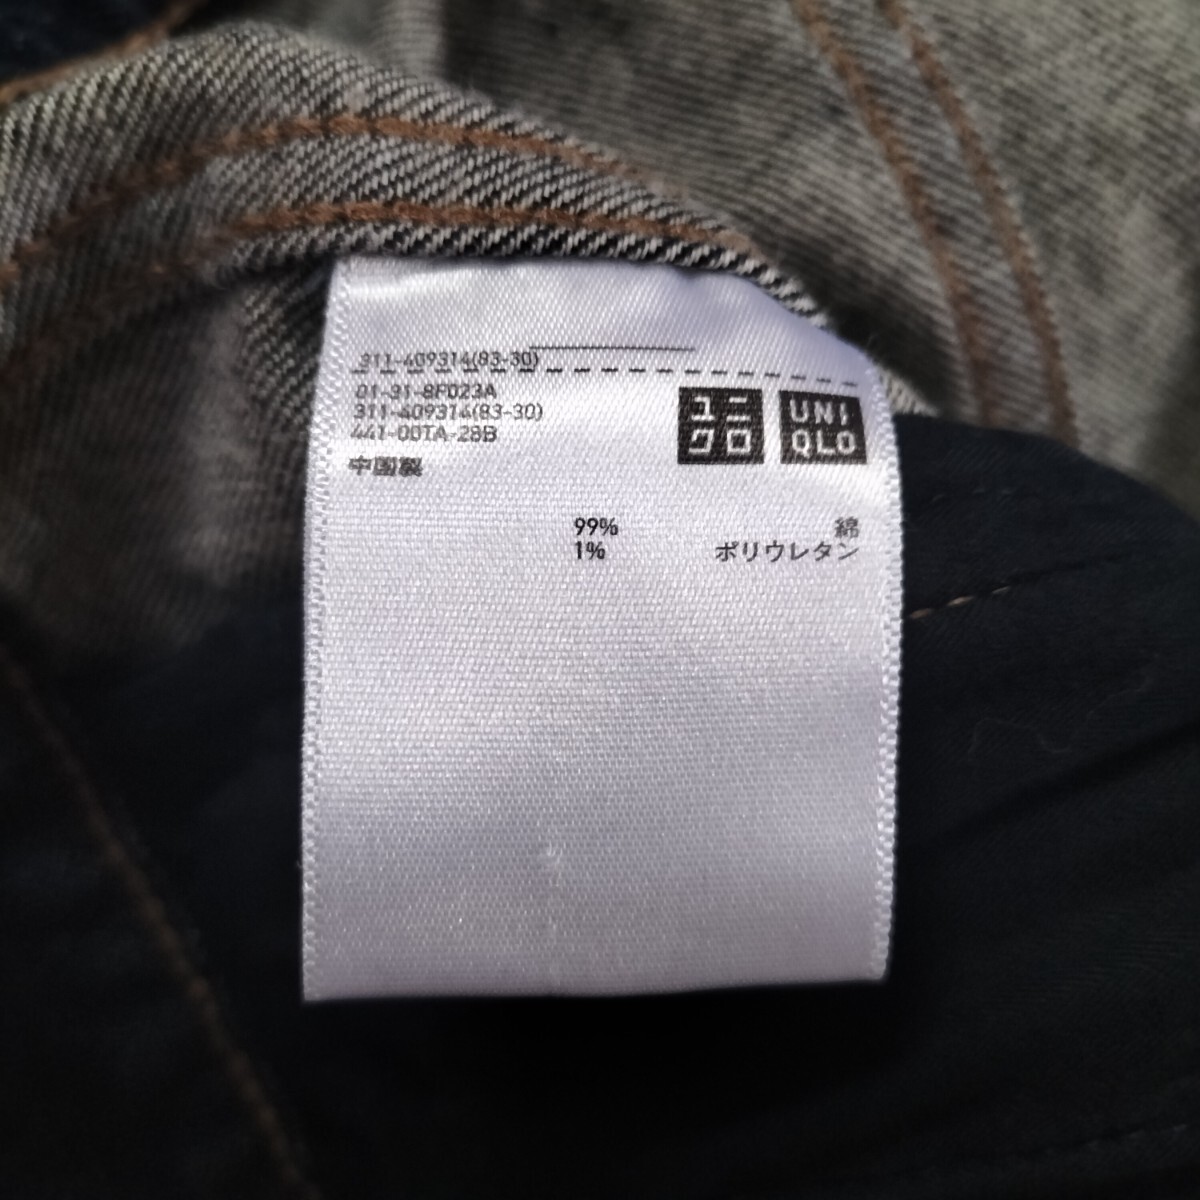 311-409314(83-30)
01-31-8F023A
311-409314(83-30)
441-00TA-28B
中国製
ユニ
クロ
UNI
QLO
99% 綿
1% ポリウレタン